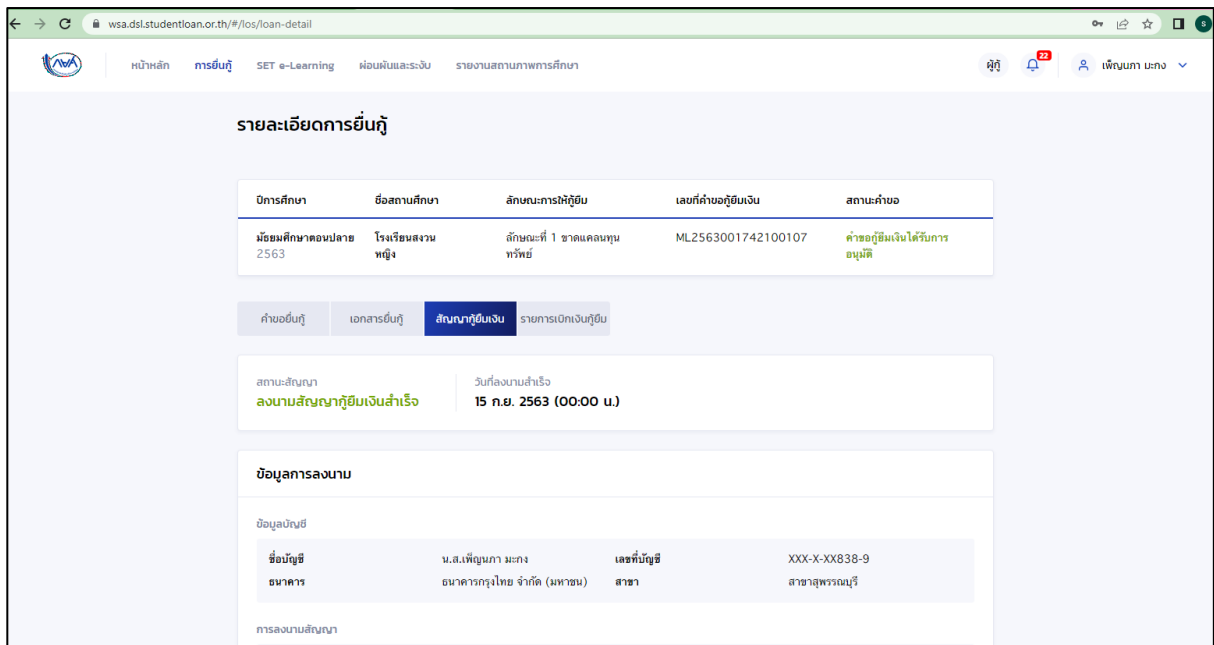 wsa.dsl.studentloan.or.th/#/los/loan-detail
S
กยศ
หน้าหลัก การยื่นกู้ SET e-Learning ผ่อนผันและระงับ รายงานสถานภาพการศึกษา ผู้กู้ 22 เพ็ญนภา มะกง
รายละเอียดการยื่นกู้
ปีการศึกษา ชื่อสถานศึกษา ลักษณะการให้กู้ยืม เลขที่คำขอกู้ยืมเงิน สถานะคำขอ
มัธยมศึกษาตอนปลาย โรงเรียนสงวน ลักษณะที่ 1 ขาดแคลนทุน ML2563001742100107 คำขอกู้ยืมเงินได้รับการ
2563 หญิง ทรัพย์ อนุมัติ
คำขอยื่นกู้ เอกสารยื่นกู้ สัญญากู้ยืมเงิน รายการเบิกเงินกู้ยืม
สถานะสัญญา วันที่ลงนามสำเร็จ
ลงนามสัญญากู้ยืมเงินสำเร็จ 15 ก.ย. 2563 (00:00 น.)
ข้อมูลการลงนาม
ข้อมูลบัญชี
ชื่อบัญชี น.ส.เพ็ญนภา มะกง เลขที่บัญชี XXX-X-XX838-9
ธนาคาร ธนาคารกรุงไทย จำกัด (มหาชน) สาขา สาขาสุพรรณบุรี
การลงนามสัญญา